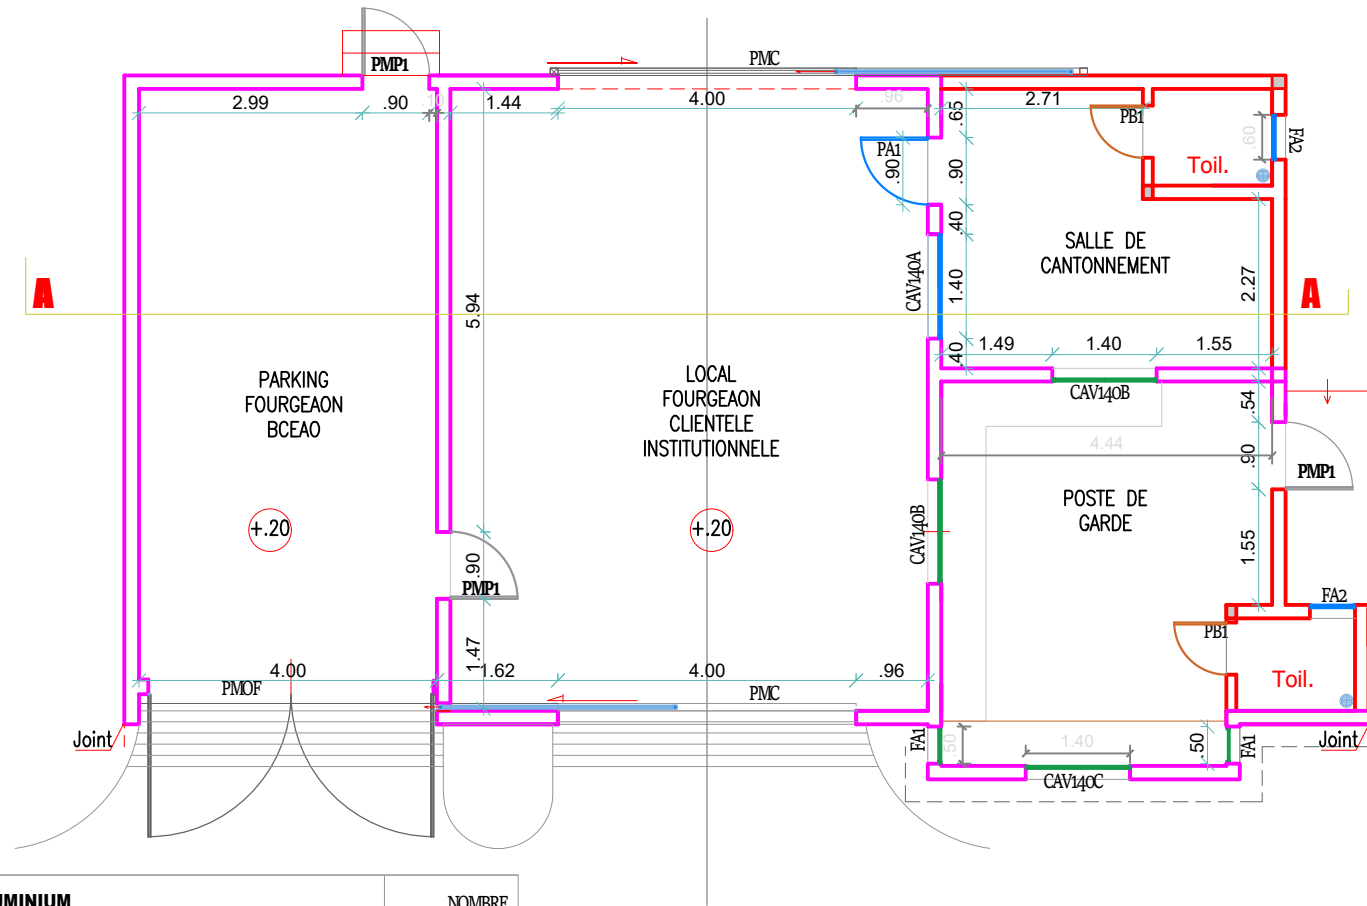 PMP1
PMC
2.99
.90
.10
1.44
4.00
.96
2.71
.65
PB1
.60
FA2
PA1
.90
.90
Toil.
.40
SALLE DE
CANTONNEMENT
A
CAV140A
1.40
2.27
A
5.94
.40
1.49
1.40
1.55
PARKING
FOURGEAON
BCEAO
LOCAL
FOURGEAON
CLIENTELE
INSTITUTIONNELE
CAV140B
.54
4.44
.90
PMP1
POSTE DE
GARDE
+.20
+.20
CAV140B
1.55
.90
PMP1
FA2
PB1
1.47
4.00
1.62
4.00
.96
Toil.
PMOF
PMC
Joint
FA1
.50
1.40
.50
FA1
Joint
CAV140C
UMINIUM
NOMBRE